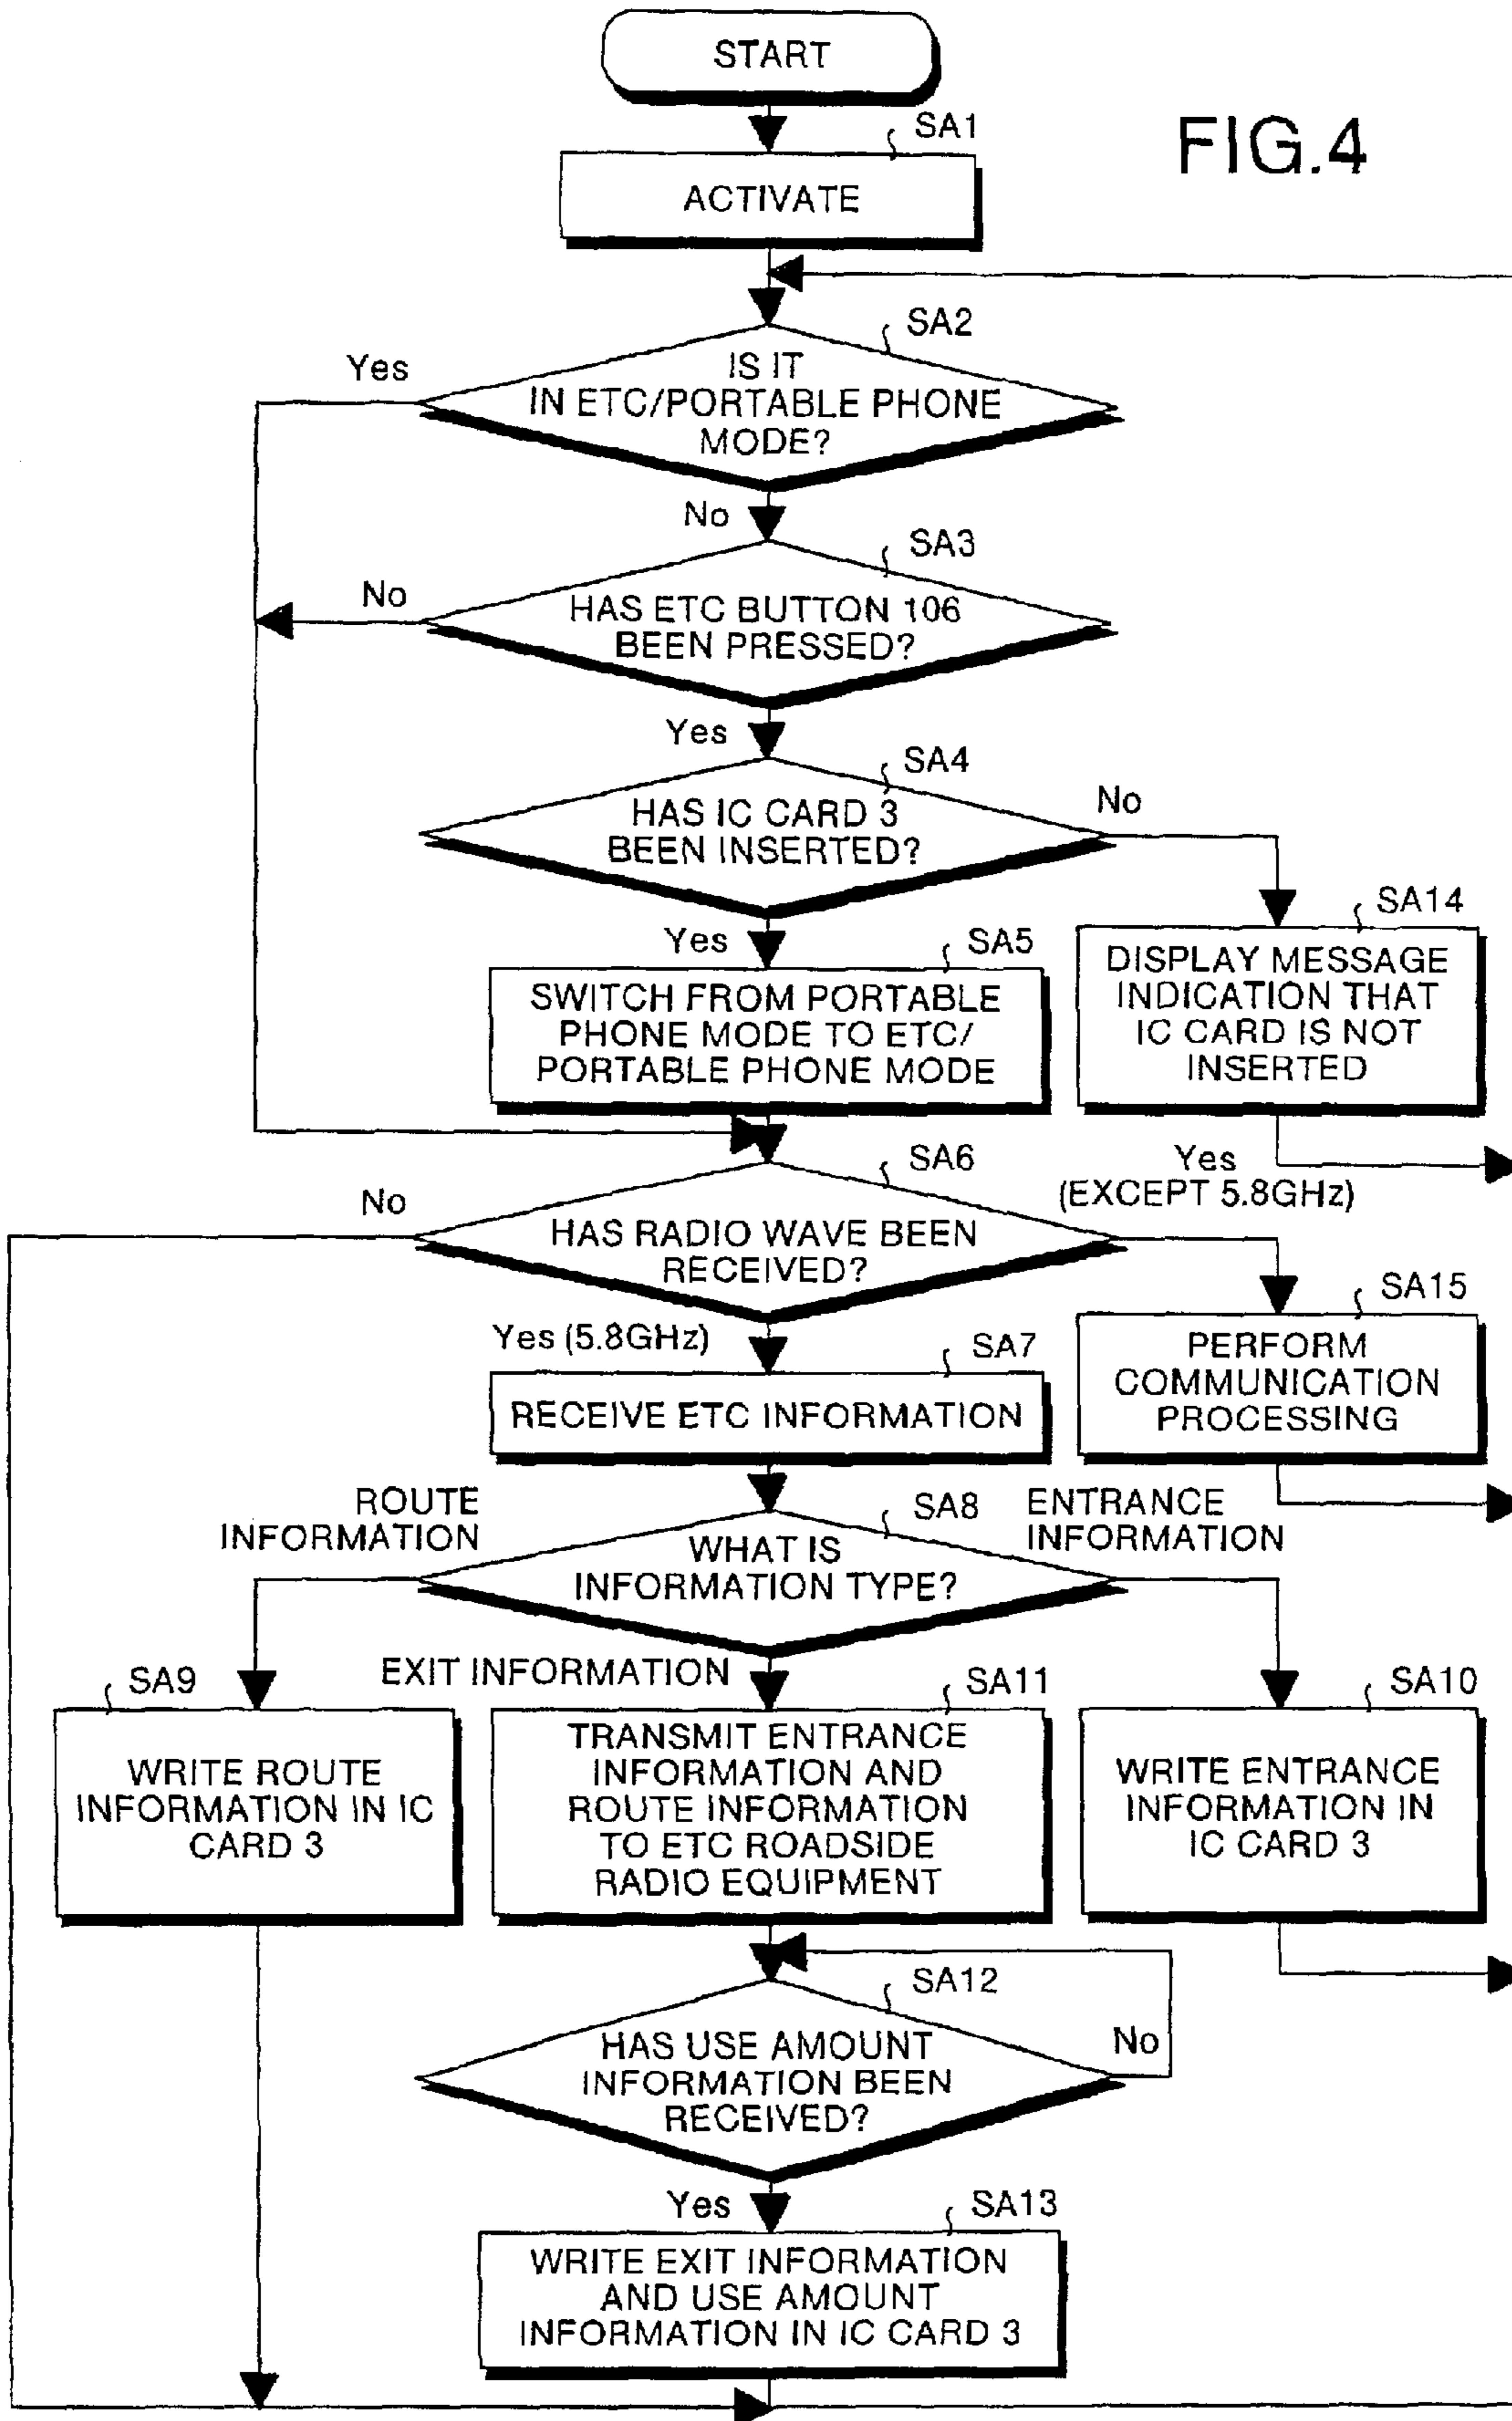 START
FIG.4
SA1
ACTIVATE
SA2
Yes
IS IT
IN ETC/PORTABLE PHONE
MODE?
No
SA3
No
HAS ETC BUTTON 106
BEEN PRESSED?
Yes
SA4
No
HAS IC CARD 3
BEEN INSERTED?
Yes
SA5
SWITCH FROM PORTABLE
PHONE MODE TO ETC/
PORTABLE PHONE MODE
SA14
DISPLAY MESSAGE
INDICATION THAT
IC CARD IS NOT
INSERTED
SA6
Yes
(EXCEPT 5.8GHz)
No
HAS RADIO WAVE BEEN
RECEIVED?
SA15
PERFORM
COMMUNICATION
PROCESSING
Yes (5.8GHz)
SA7
RECEIVE ETC INFORMATION
ROUTE
INFORMATION
SA8
ENTRANCE
INFORMATION
WHAT IS
INFORMATION TYPE?
EXIT INFORMATION
SA9
WRITE ROUTE
INFORMATION IN IC
CARD 3
SA11
TRANSMIT ENTRANCE
INFORMATION AND
ROUTE INFORMATION
TO ETC ROADSIDE
RADIO EQUIPMENT
SA10
WRITE ENTRANCE
INFORMATION IN
IC CARD 3
SA12
HAS USE AMOUNT
INFORMATION BEEN
RECEIVED?
No
Yes
SA13
WRITE EXIT INFORMATION
AND USE AMOUNT
INFORMATION IN IC CARD 3